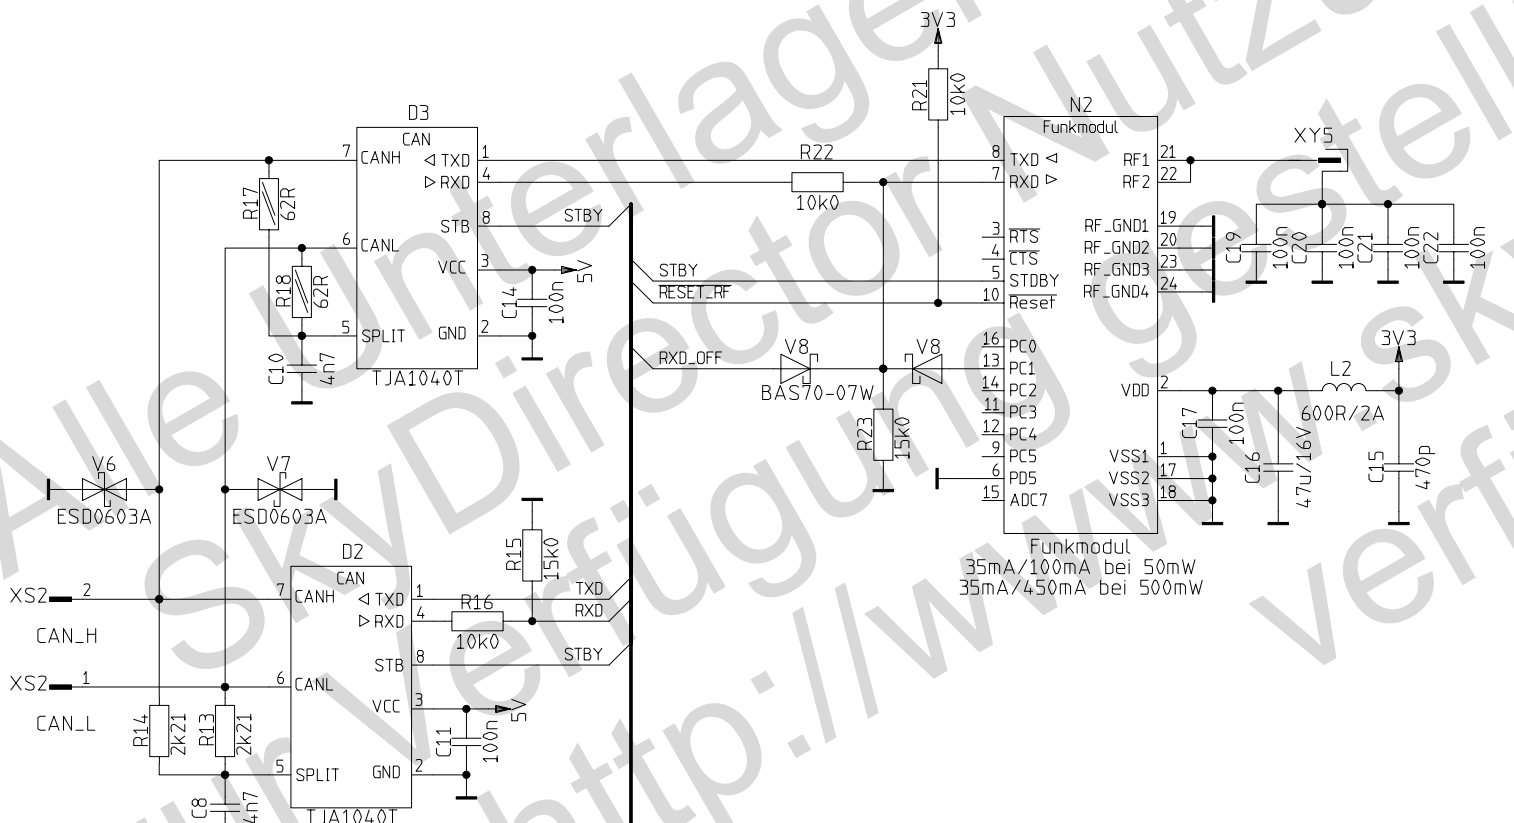 3V3
R21
10k0
D3
CAN
7
CANH
TXD
1
RXD
4
STB
8
6
CANL
VCC
3
5
SPLIT
GND
2
TJA1040T
R17
62R
R18
62R
C10
4n7
C14
100n
5V
R22
10k0
STBY
STBY
RESET_RF
RXD_OFF
V8
V8
BAS70-07W
R23
15k0
N2
Funkmodul
8
TXD
7
RXD
3
RTS
4
CTS
5
STDBY
10
Reset
16
PC0
13
PC1
14
PC2
11
PC3
12
PC4
9
PC5
6
PD5
15
ADC7
RF1
21
RF2
22
RF_GND1
19
RF_GND2
20
RF_GND3
23
RF_GND4
24
VDD
2
VSS1
1
VSS2
17
VSS3
18
Funkmodul
35mA/100mA bei 50mW
35mA/450mA bei 500mW
XY5
C19
100n
C20
100n
C21
100n
C22
100n
3V3
L2
600R/2A
C17
100n
C16
47u/16V
C15
470p
V6
ESD0603A
V7
ESD0603A
XS2
2
CAN_H
XS2
1
CAN_L
R14
2k21
R13
2k21
C8
4n7
D2
CAN
7
CANH
TXD
1
RXD
4
STB
8
6
CANL
VCC
3
5
SPLIT
GND
2
TJA1040T
R15
15k0
R16
10k0
TXD
RXD
STBY
C11
100n
5V
Alle Unterlagen
SkyDirector Nutz
zur Verfügung gestell
http://www.sky
verf